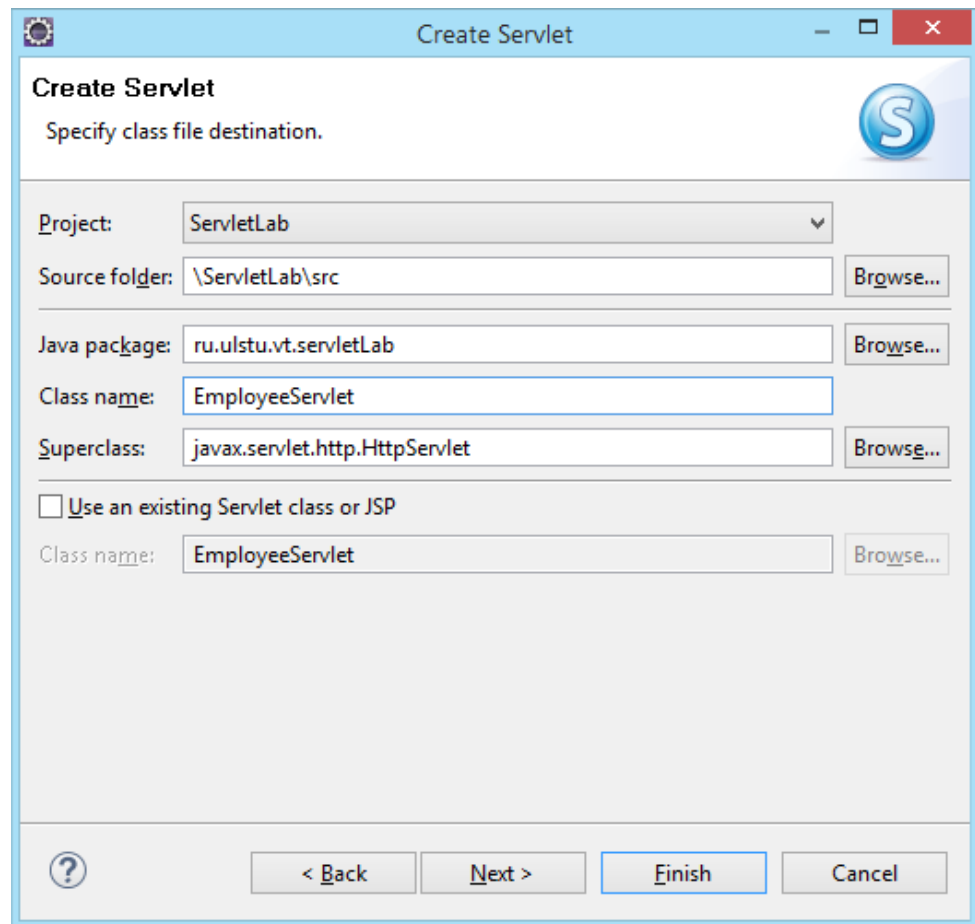 Create Servlet
Create Servlet
Specify class file destination.
S
Project: ServletLab
Source folder: \ServletLab\src Browse...
Java package: ru.ulstu.vt.servletLab Browse...
Class name: EmployeeServlet
Superclass: javax.servlet.http.HttpServlet Browse...
Use an existing Servlet class or JSP
Class name: EmployeeServlet Browse...
? < Back Next > Finish Cancel